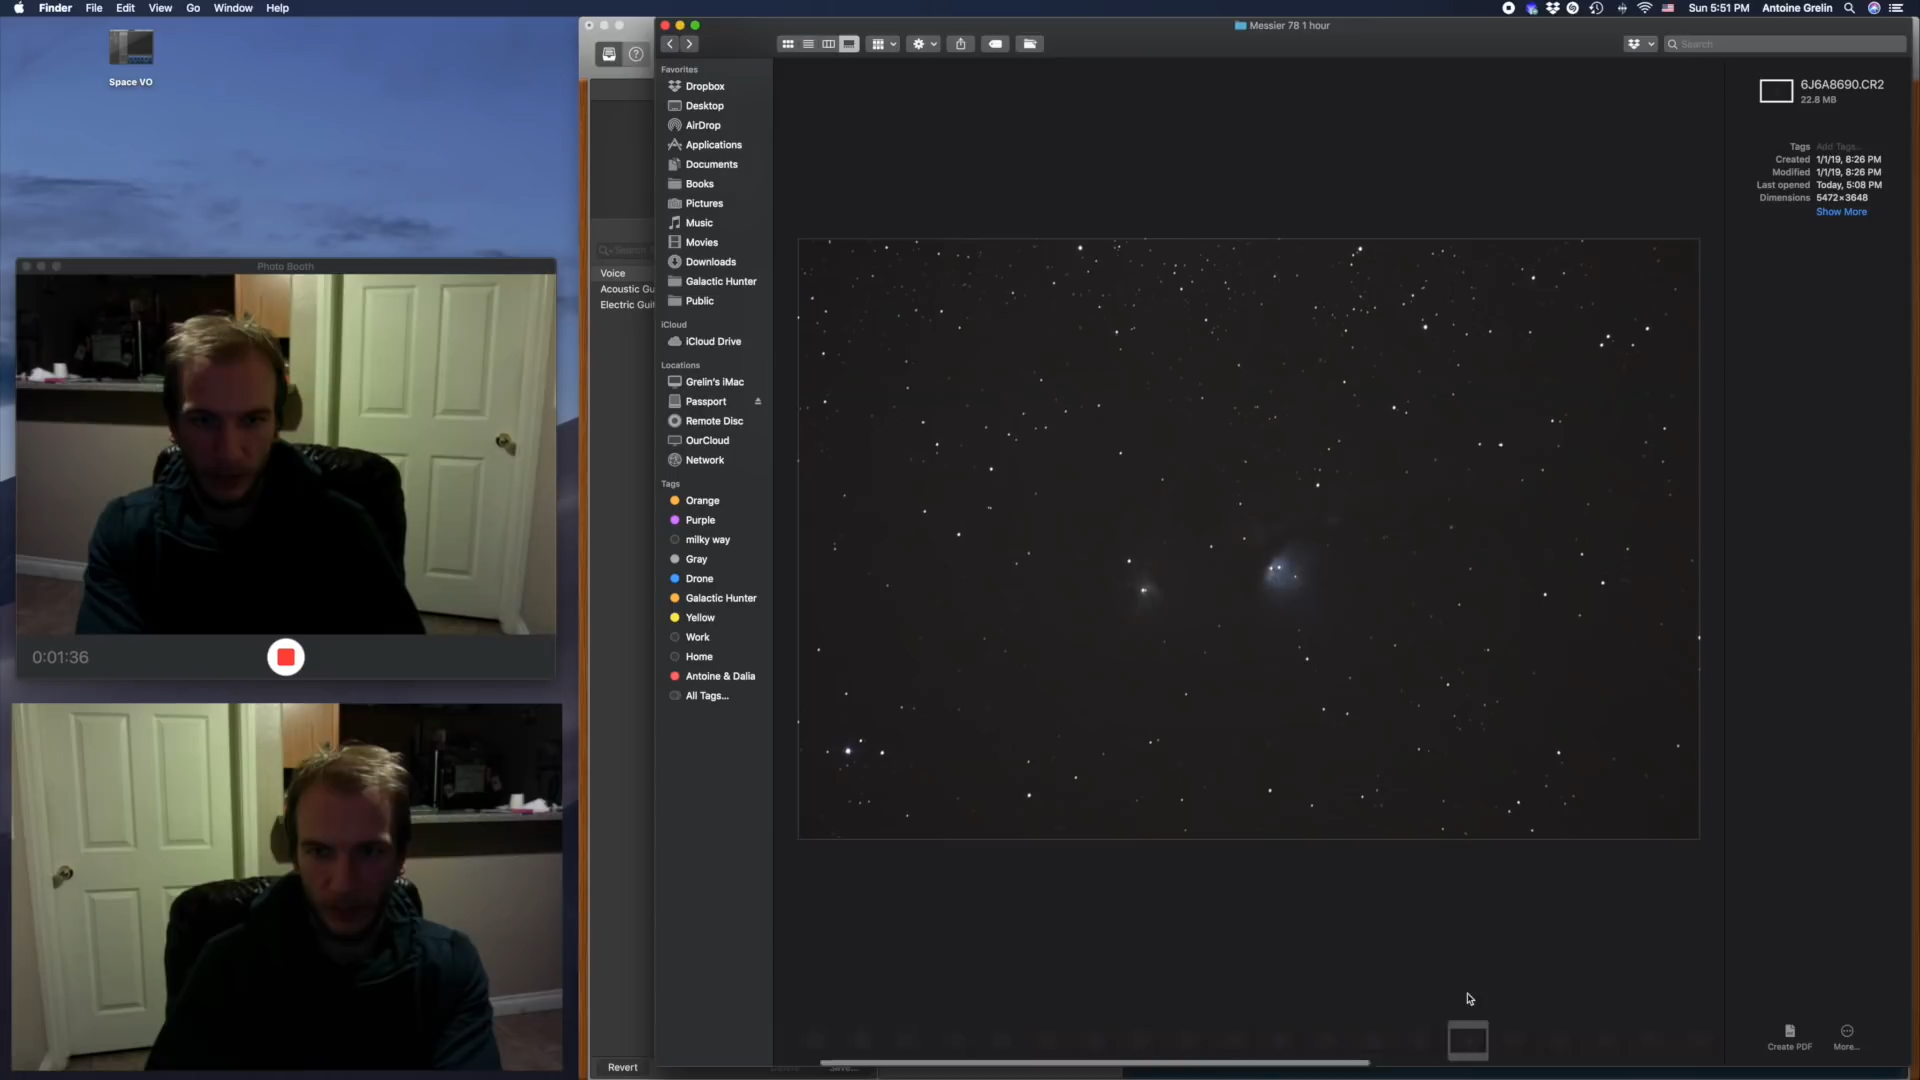 Finder File Edit View Go Window Help
Sun 5:51 PM Antoine Grelin
Space VO
Messier 78 1 hour
Search
Photo Booth
0:01:36
Voice
Acoustic Gu
Electric Guit
Revert
Favorites
Dropbox
Desktop
AirDrop
Applications
Documents
Books
Pictures
Music
Movies
Downloads
Galactic Hunter
Public
iCloud
iCloud Drive
Locations
Grelin's iMac
Passport
Remote Disc
OurCloud
Network
Tags
Orange
Purple
milky way
Gray
Drone
Galactic Hunter
Yellow
Work
Home
Antoine & Dalia
All Tags...
6J6A8690.CR2
22.8 MB
Tags Add Tags...
Created 1/1/19, 8:26 PM
Modified 1/1/19, 8:26 PM
Last opened Today, 5:08 PM
Dimensions 5472×3648
Show More
Create PDF
More...